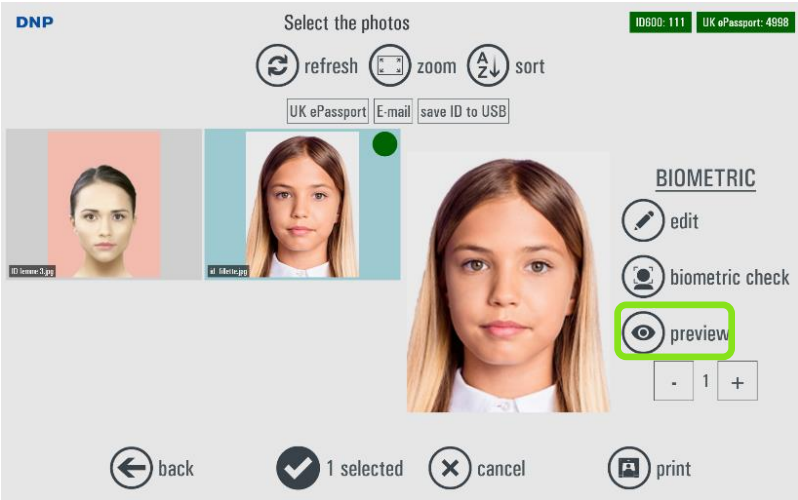 DNP
Select the photos
ID600: 111
UK ePassport: 4998
refresh
zoom
A
Z
sort
UK ePassport
E-mail
save ID to USB
ID femme 3.jpg
id_fillette.jpg
BIOMETRIC
edit
biometric check
preview
- 1 +
back
1 selected
cancel
print